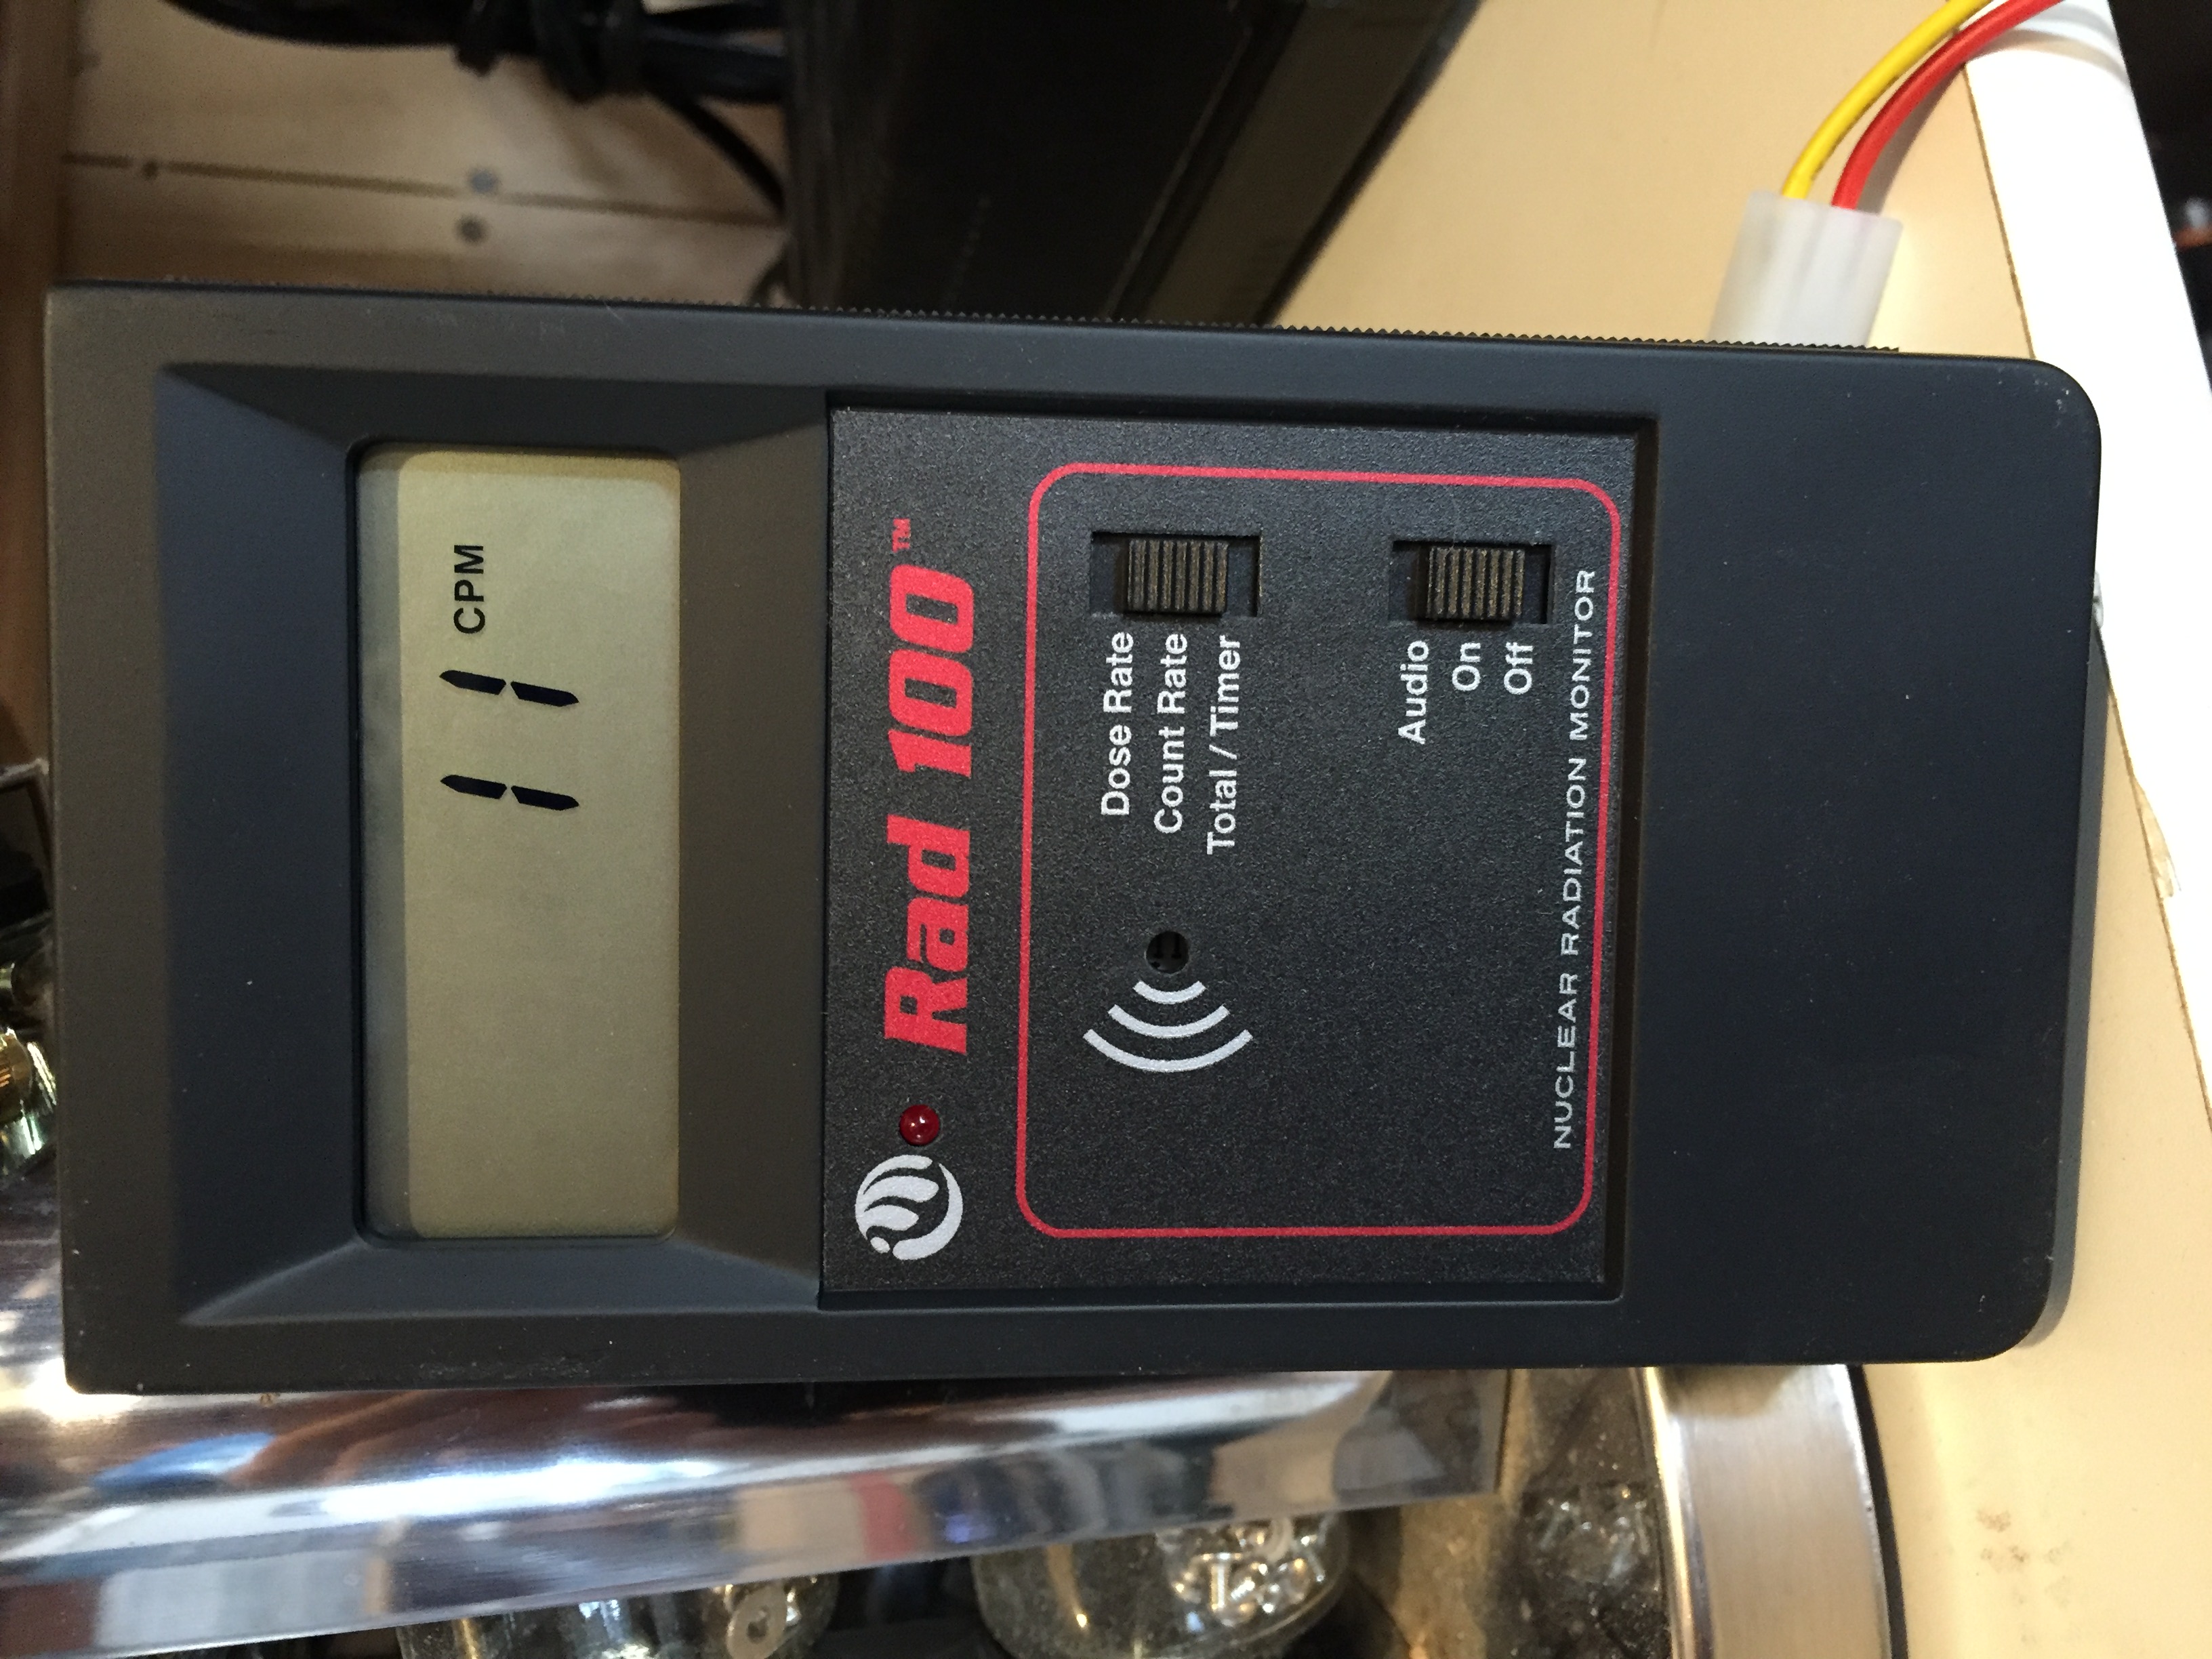 11 CPM
Rad 100™
Dose Rate
Count Rate
Total / Timer
Audio
On
Off
NUCLEAR RADIATION MONITOR